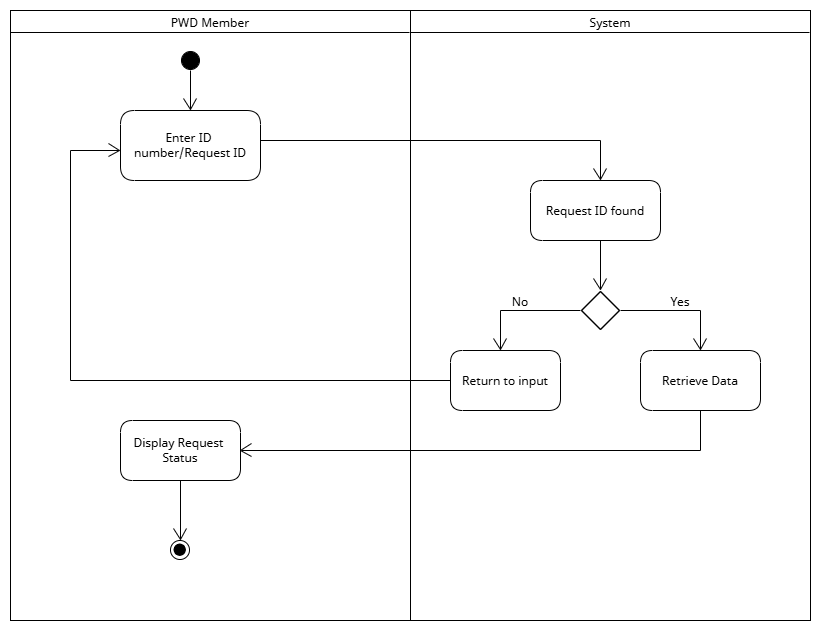 PWD Member
System
Enter ID
number/Request ID
Request ID found
No
Yes
Return to input
Retrieve Data
Display Request
Status